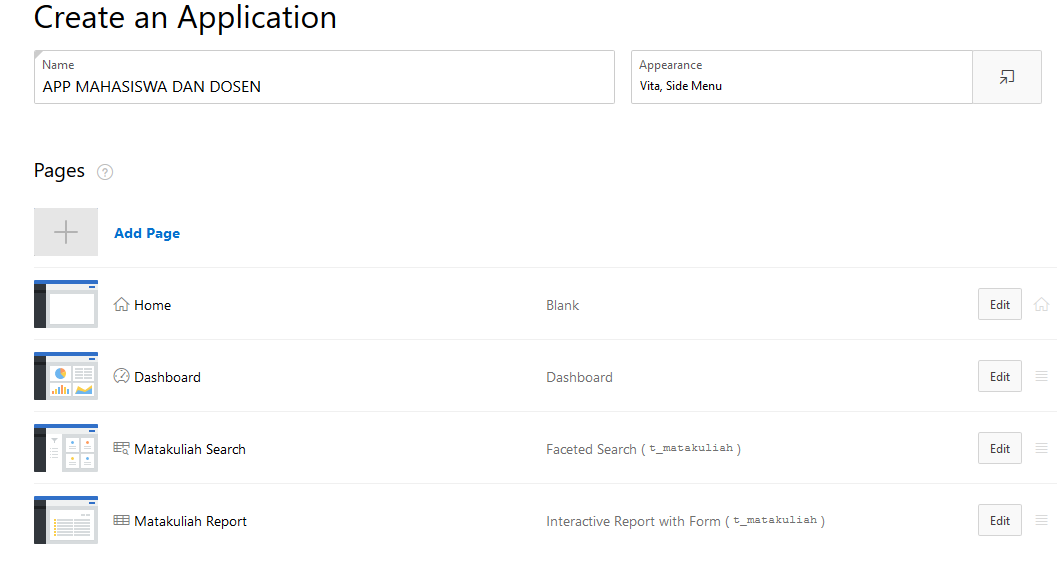 Create an Application
Name
APP MAHASISWA DAN DOSEN
Appearance
Vita, Side Menu
Pages ?
Add Page
Home Blank Edit
Dashboard Dashboard Edit
Matakuliah Search Faceted Search ( t_matakuliah ) Edit
Matakuliah Report Interactive Report with Form ( t_matakuliah ) Edit